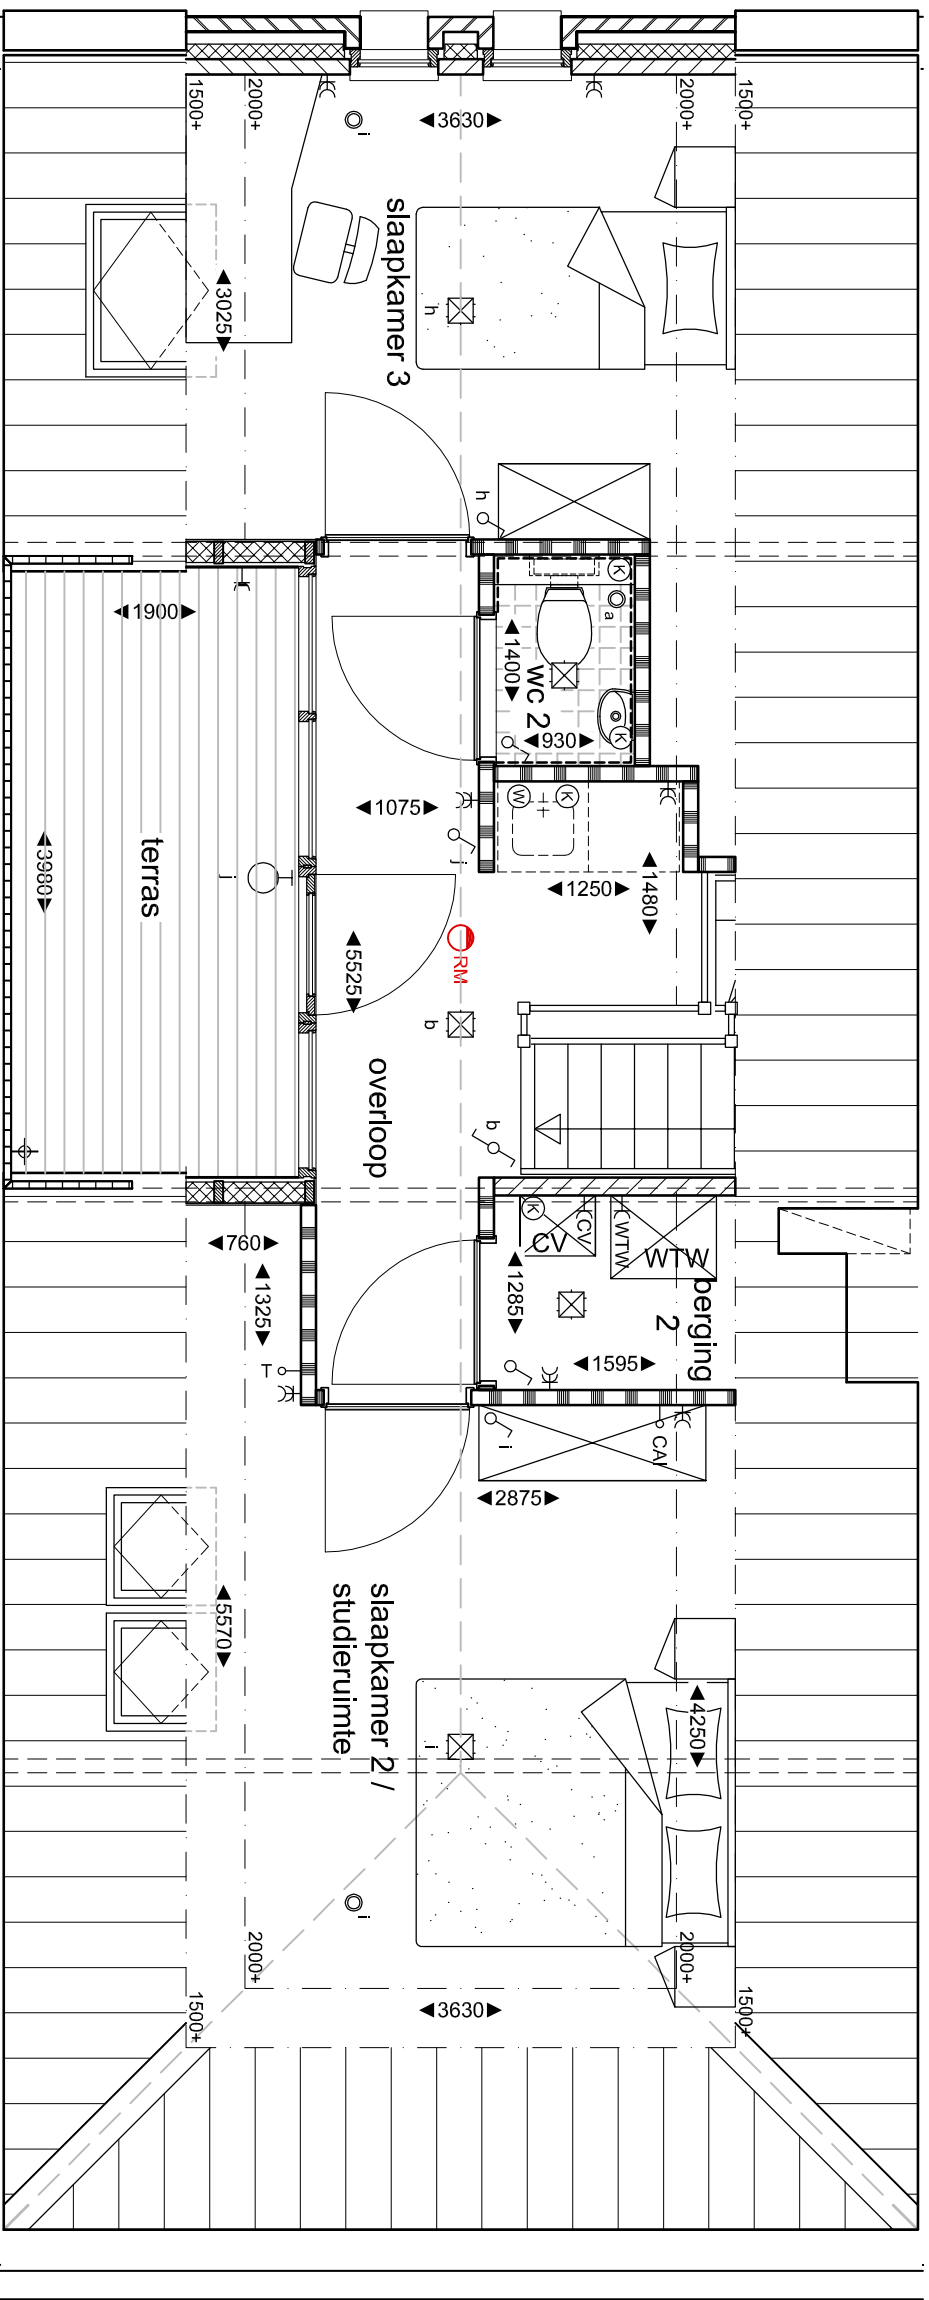 1500+
2000+
2000+
1500+
3630
i
slaapkamer 3
3025
h
h
K
a
1400
wc 2
930
K
1900
1075
W
K
j
1250
1480
terras
3980
j
5525
RM
b
overloop
b
K
CV
CV
WTW
WTW
berging
2
760
1325
1285
1595
T
i
CAI
2875
slaapkamer 2 /
studieruimte
5570
4250
i
i
2000+
2000+
1500+
1500+
3630